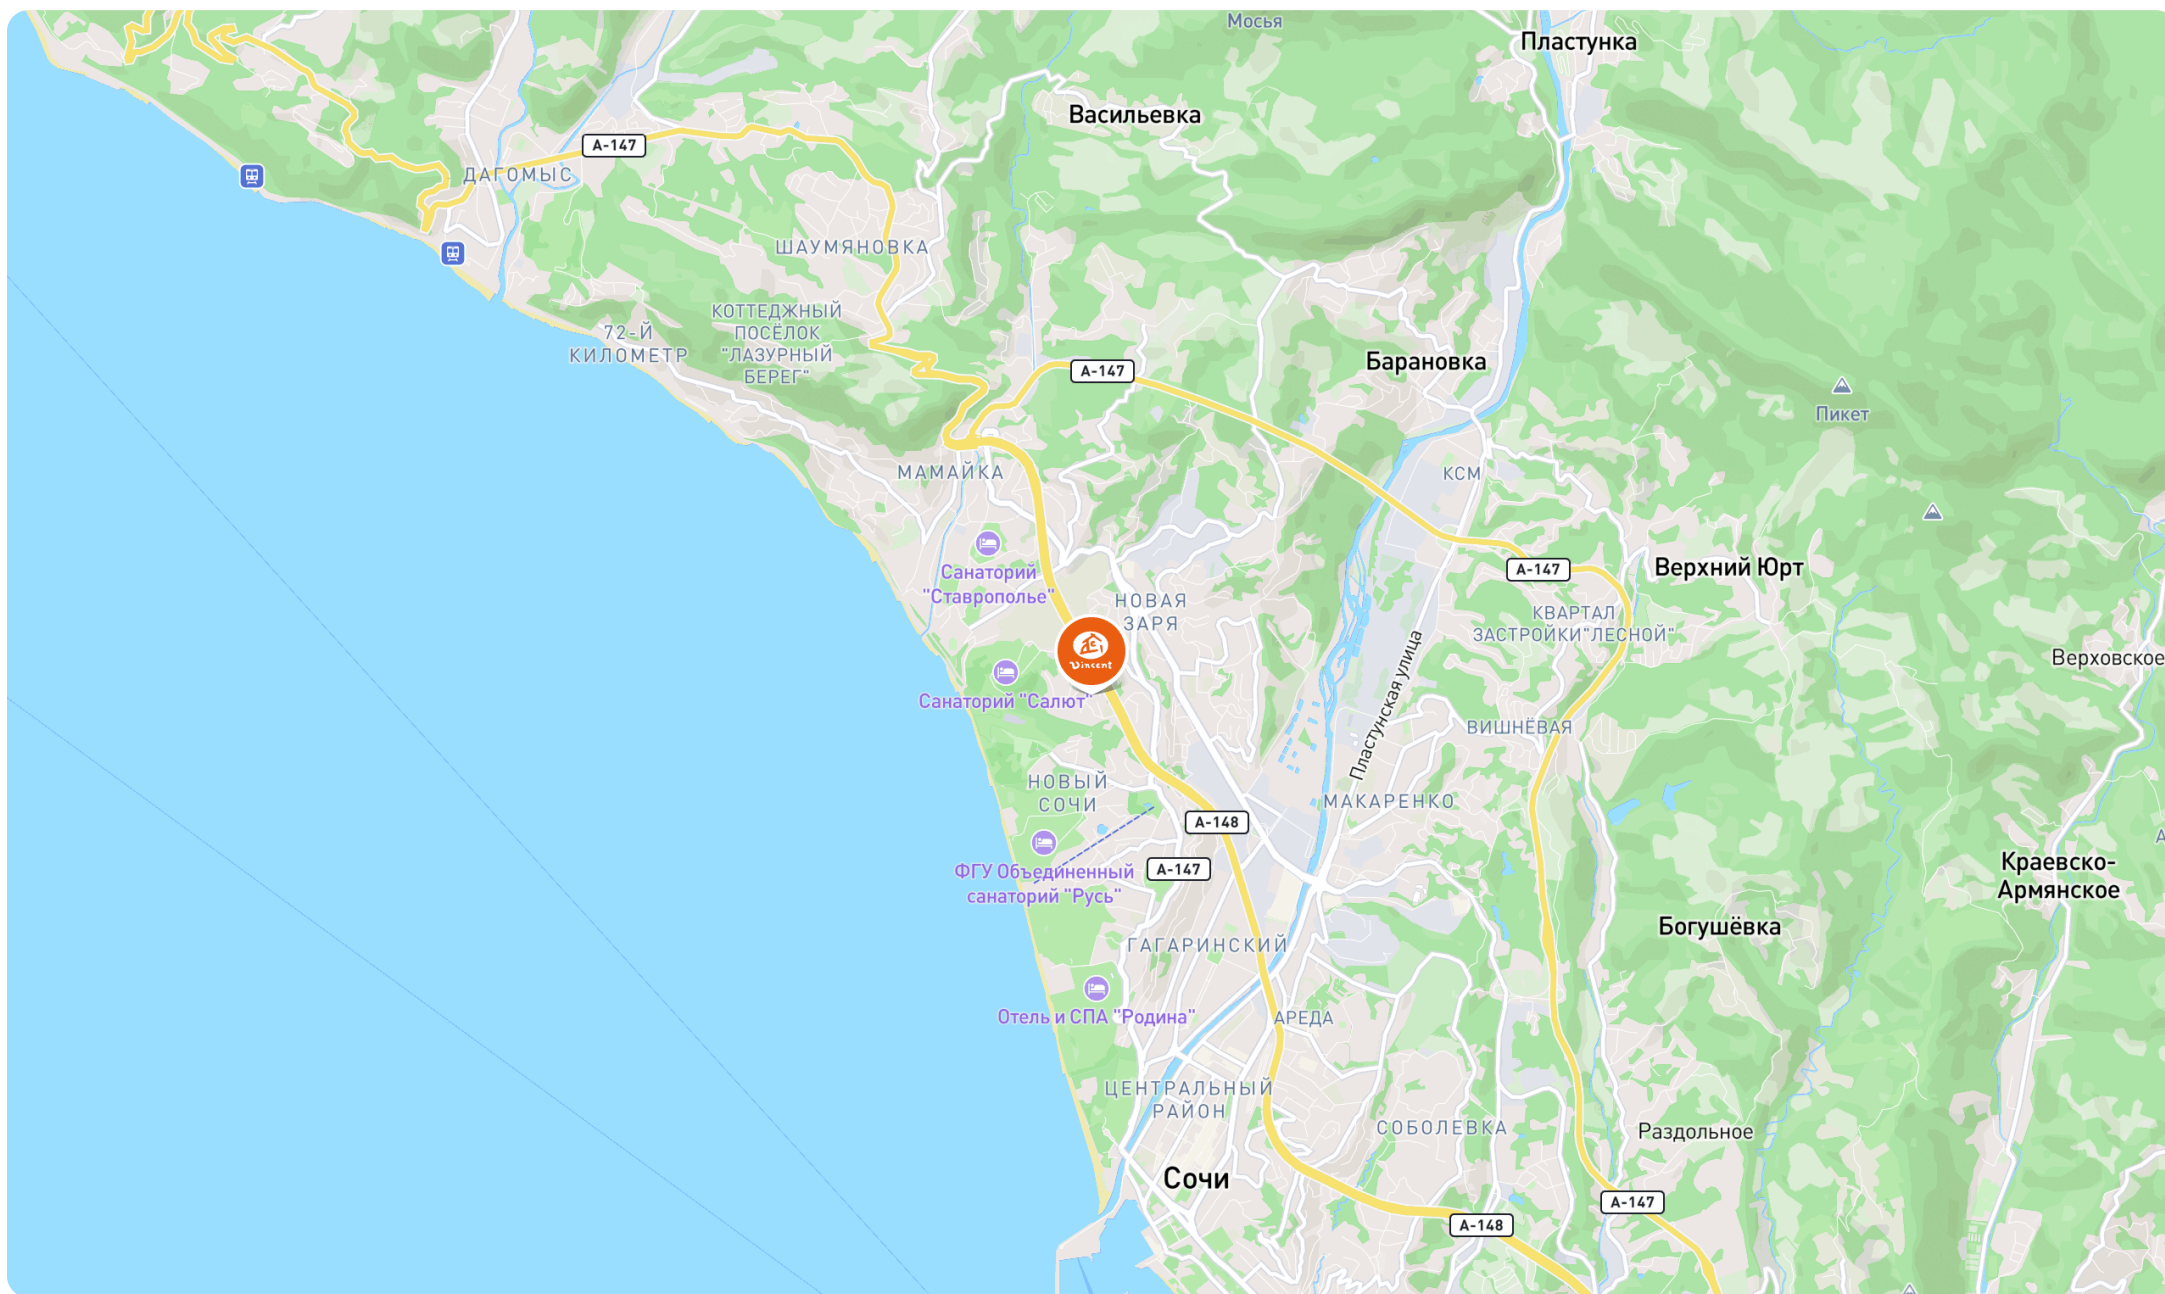 Мосья
Пластунка
Васильевка
А-147
ДАГОМЫС
ШАУМЯНОВКА
КОТТЕДЖНЫЙ
ПОСЁЛОК
"ЛАЗУРНЫЙ
БЕРЕГ"
72-Й
КИЛОМЕТР
Барановка
А-147
Пикет
МАМАЙКА
КСМ
Санаторий
"Ставрополье"
НОВАЯ
ЗАРЯ
А-147
Верхний Юрт
КВАРТАЛ
ЗАСТРОЙКИ"ЛЕСНОЙ"
Верховское
Vincent
Санаторий "Салют"
Пластунская улица
ВИШНЁВАЯ
НОВЫЙ
СОЧИ
МАКАРЕНКО
А-148
А-147
ФГУ Объединенный
санаторий "Русь"
Краевско-
Армянское
Богушёвка
ГАГАРИНСКИЙ
Отель и СПА "Родина"
АРЕДА
ЦЕНТРАЛЬНЫЙ
РАЙОН
СОБОЛЕВКА
Раздольное
Сочи
А-148
А-147